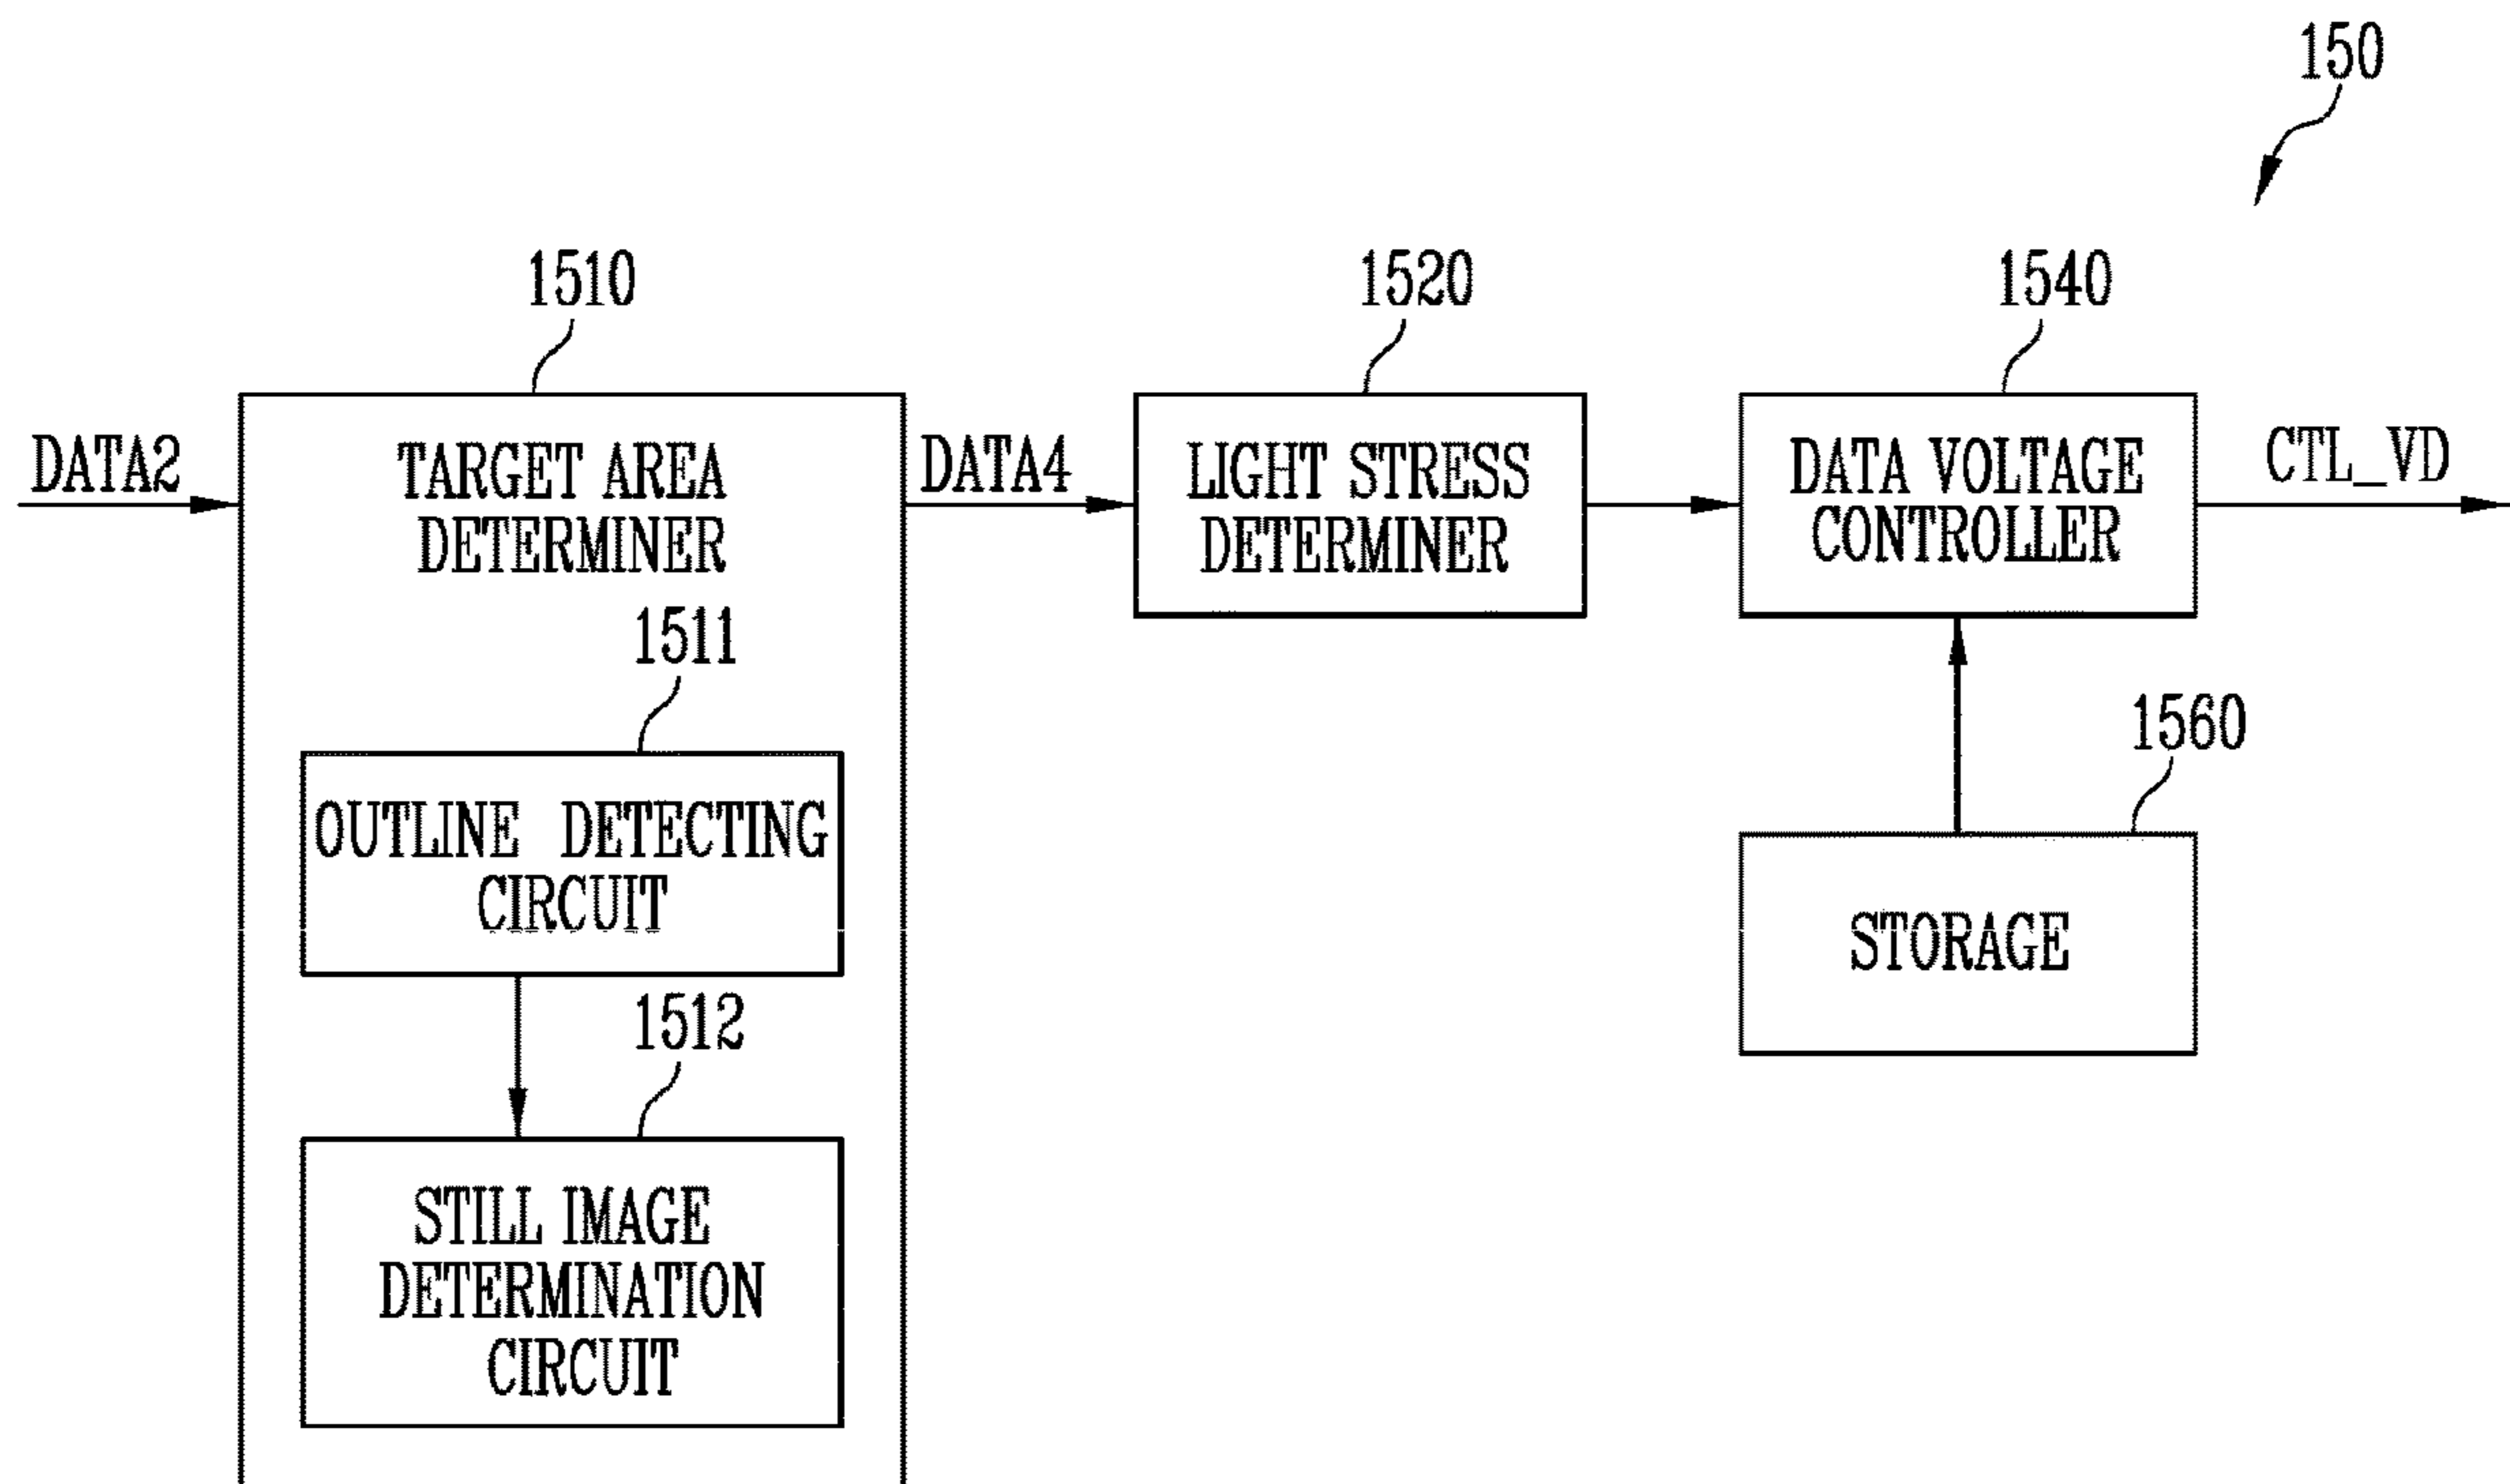 150
1510
1520
1540
DATA2
TARGET AREA
DETERMINER
DATA4
LIGHT STRESS
DETERMINER
DATA VOLTAGE
CONTROLLER
CTL_VD
1511
OUTLINE DETECTING
CIRCUIT
1560
STORAGE
1512
STILL IMAGE
DETERMINATION
CIRCUIT